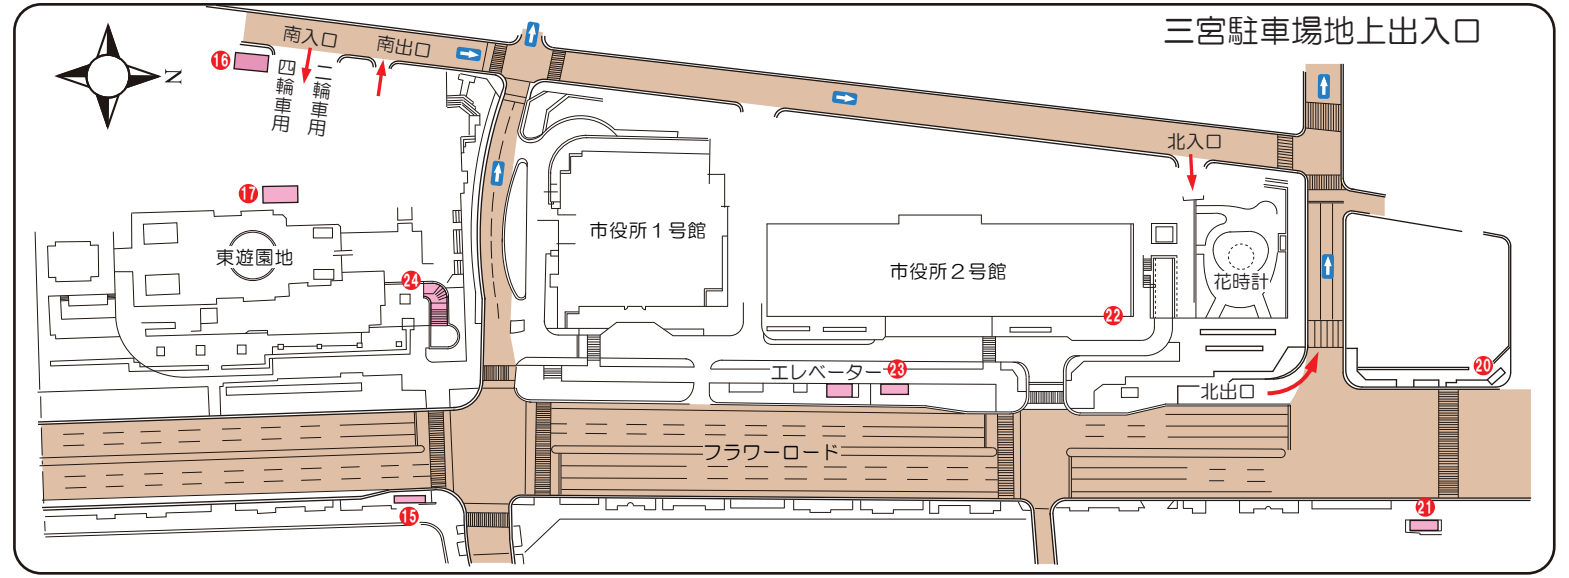 三宮駐車場地上出入口
南入口
南出口
16
四輪車用
二輪車用
N
北入口
17
市役所1号館
東遊園地
市役所2号館
24
花時計
22
エレベーター
23
20
北出口
フラワーロード
15
21